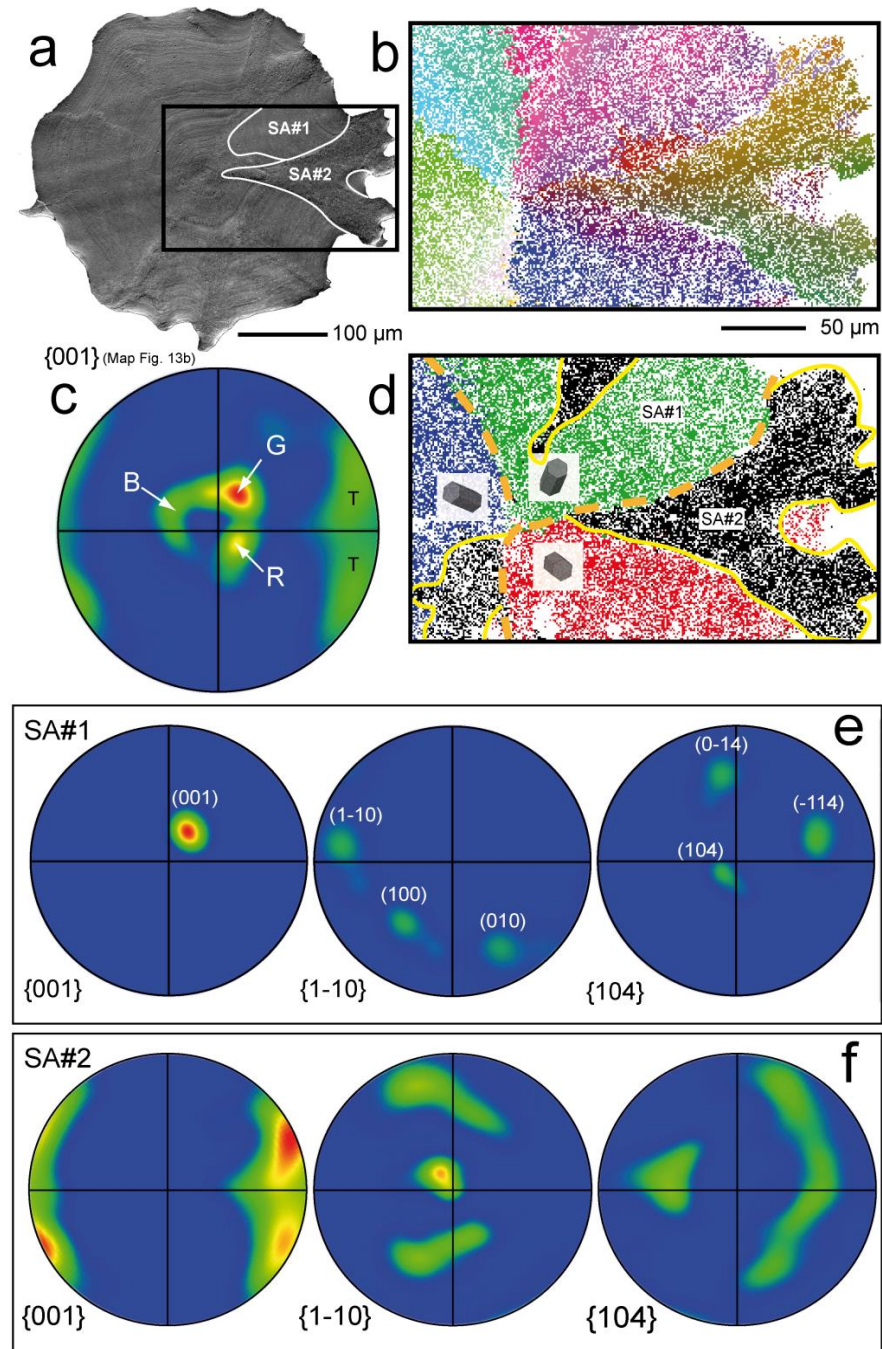 a
SA#1
SA#2
100 µm
b
50 µm
{001} (Map Fig. 13b)
c
B
G
R
T
T
d
SA#1
SA#2
SA#1
e
(001)
{001}
(1-10)
(100)
(010)
{1-10}
(0-14)
(-114)
(104)
{104}
SA#2
f
{001}
{1-10}
{104}